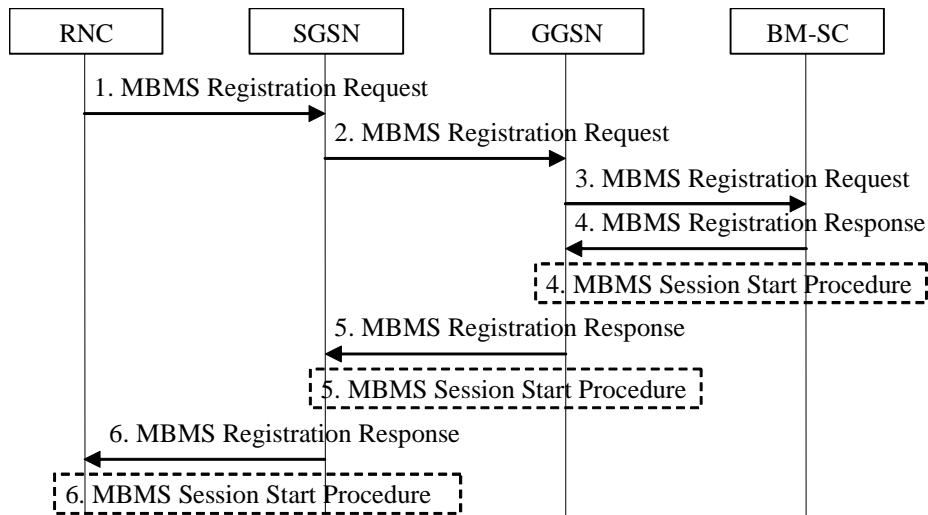 RNC
SGSN
GGSN
BM-SC
1. MBMS Registration Request
2. MBMS Registration Request
3. MBMS Registration Request
4. MBMS Registration Response
4. MBMS Session Start Procedure
5. MBMS Registration Response
5. MBMS Session Start Procedure
6. MBMS Registration Response
6. MBMS Session Start Procedure